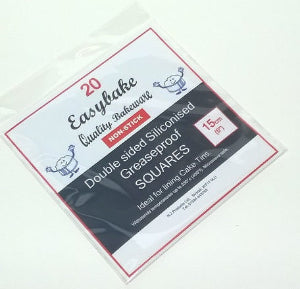 20
Easybake
Quality Bakeware
NON-STICK
Double sided Siliconised
Greaseproof
SQUARES
15cm
(6")
Ideal for lining Cake Tins